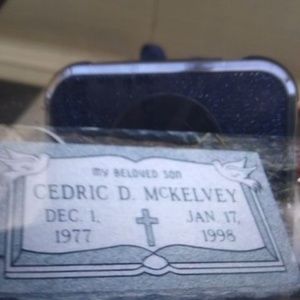 MY BELOVED SON
CEDRIC D. McKELVEY
DEC. 1, JAN. 17,
1977 1998